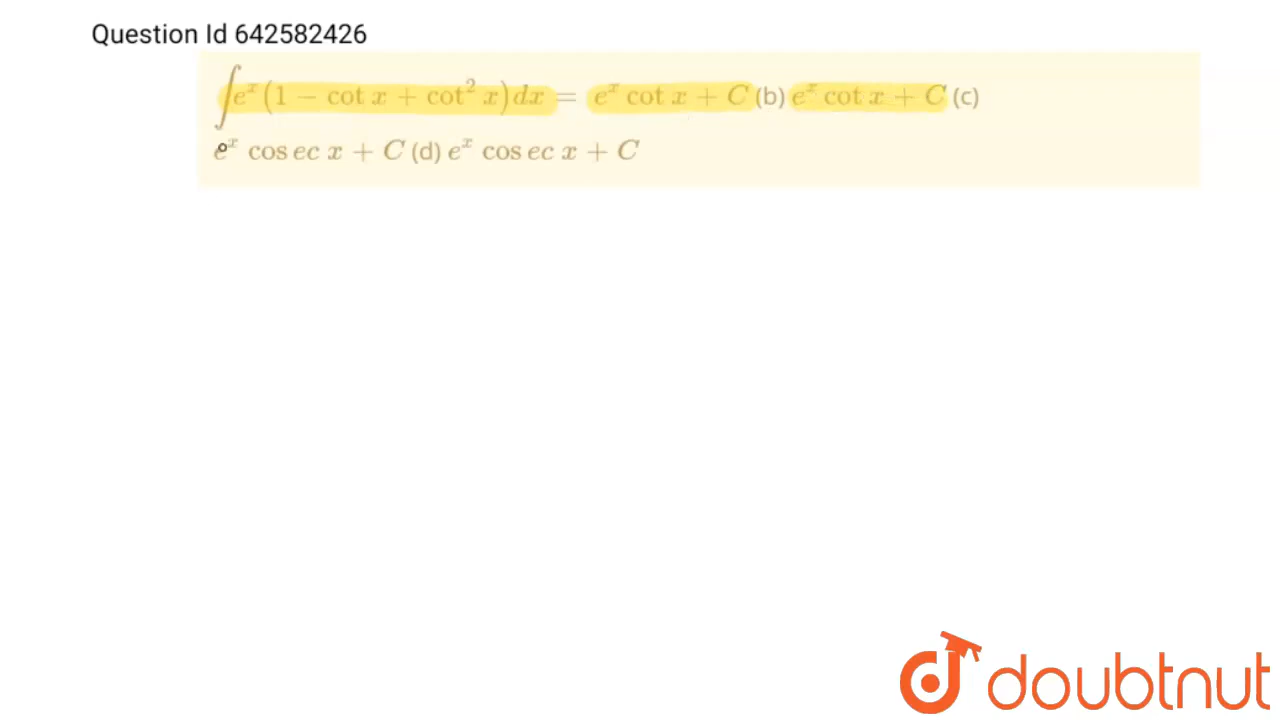 Question Id 642582426
∫e^x (1 − cot x + cot^2 x) dx = e^x cot x + C (b) e^x cot x + C (c)
e^x cos ec x + C (d) e^x cos ec x + C
doubtnut